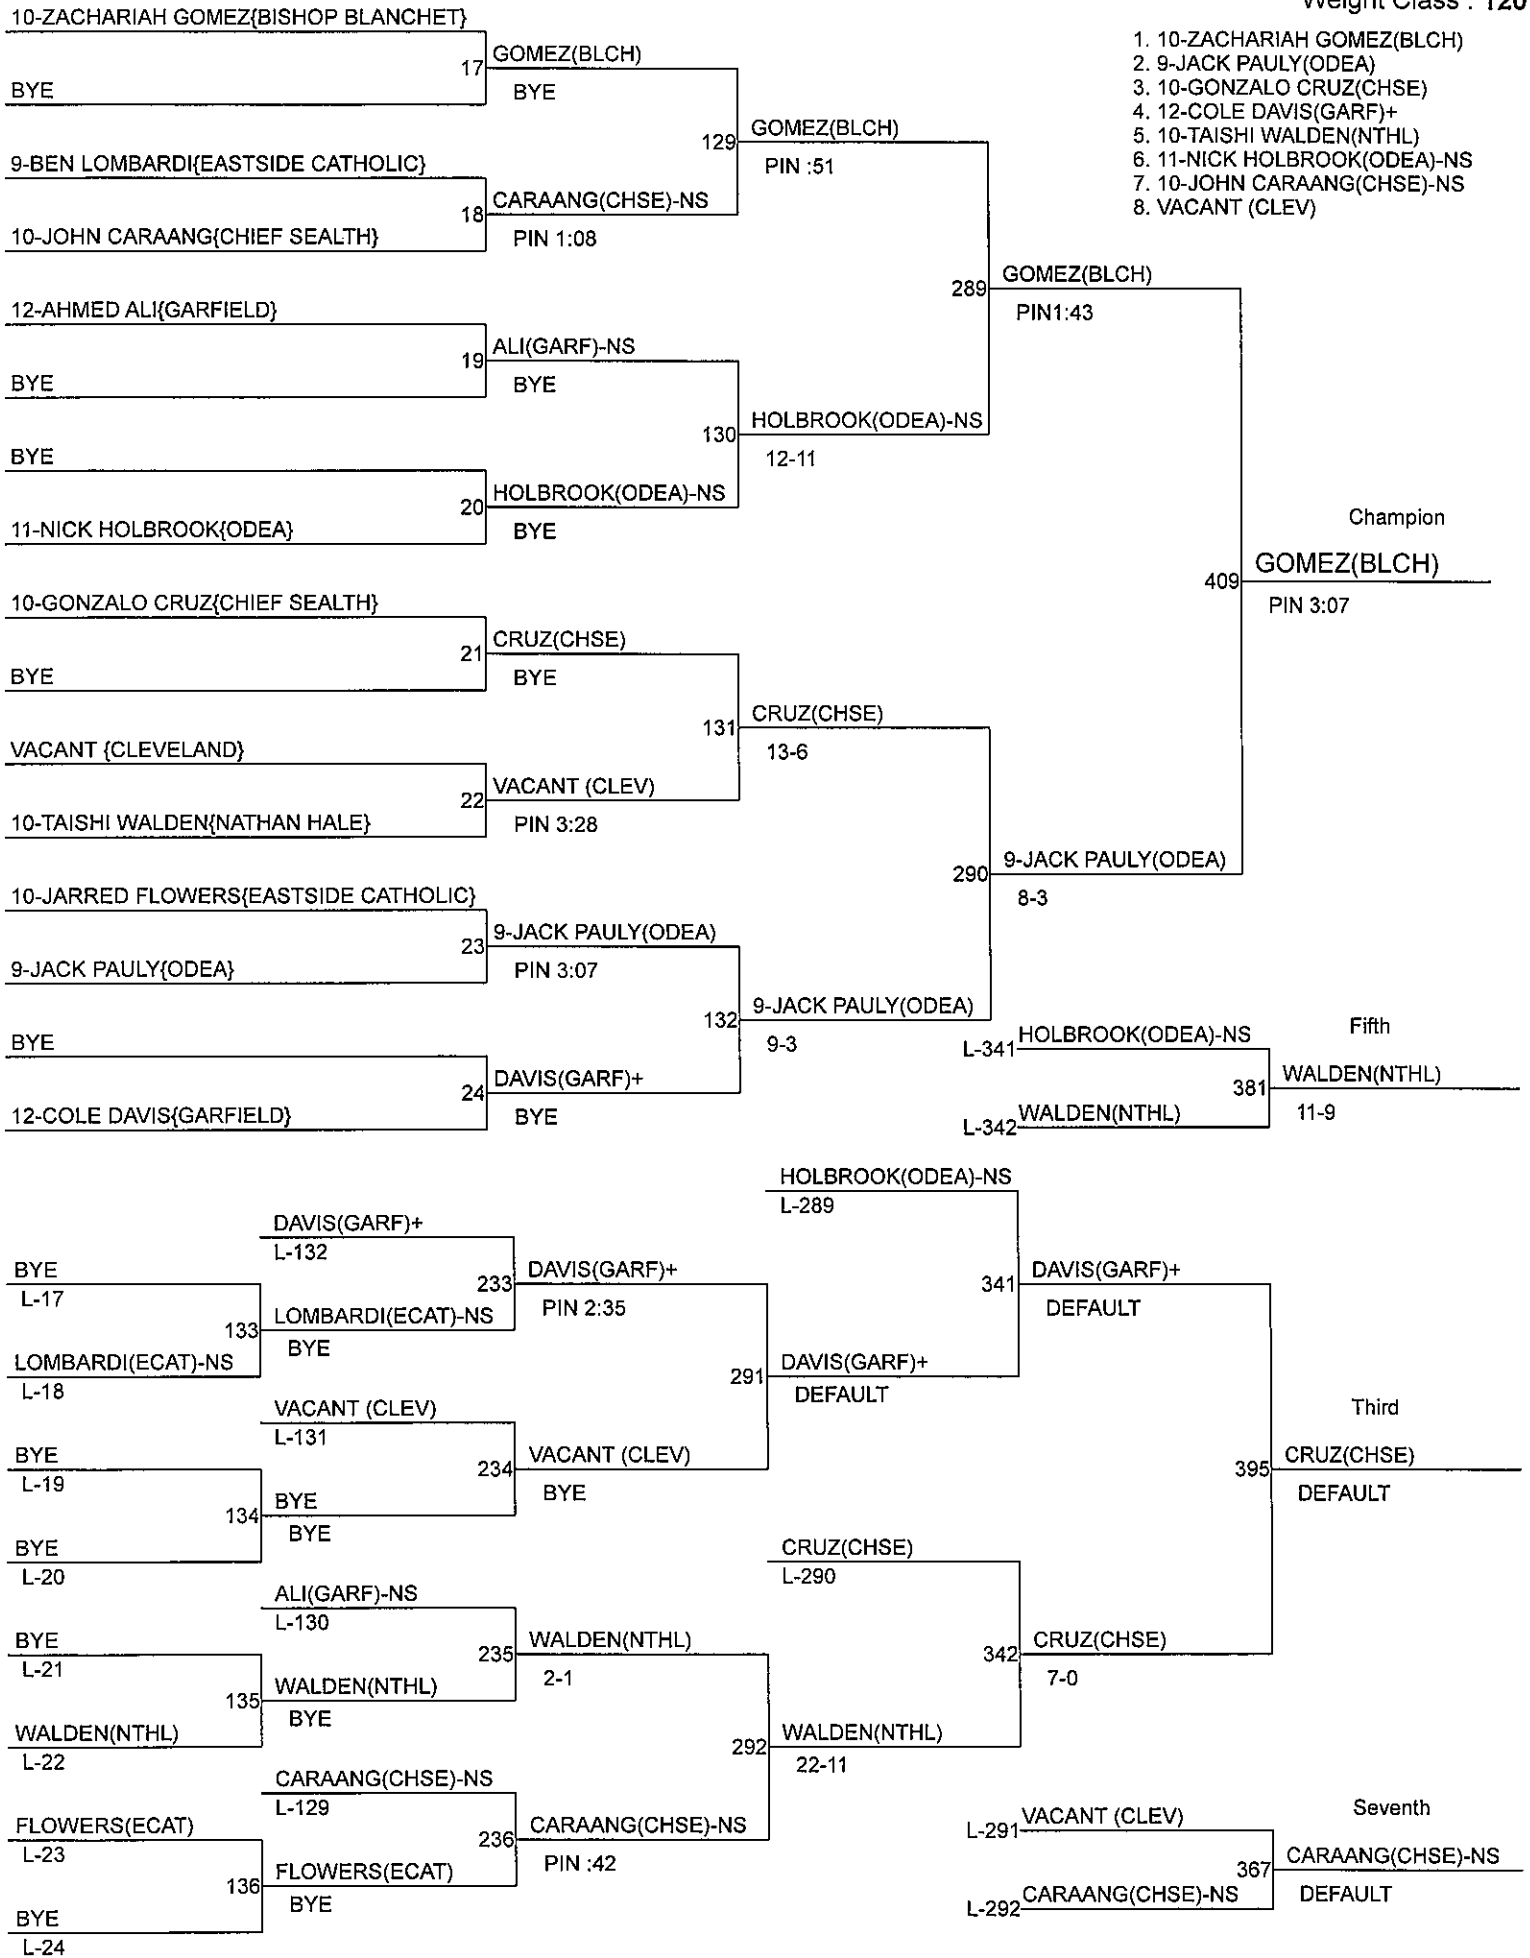 Weight Class : 120
1. 10-ZACHARIAH GOMEZ(BLCH)
2. 9-JACK PAULY(ODEA)
3. 10-GONZALO CRUZ(CHSE)
4. 12-COLE DAVIS(GARF)+
5. 10-TAISHI WALDEN(NTHL)
6. 11-NICK HOLBROOK(ODEA)-NS
7. 10-JOHN CARAANG(CHSE)-NS
8. VACANT (CLEV)
10-ZACHARIAH GOMEZ{BISHOP BLANCHET}
17
GOMEZ(BLCH)
BYE
BYE
129
GOMEZ(BLCH)
PIN :51
9-BEN LOMBARDI{EASTSIDE CATHOLIC}
18
CARAANG(CHSE)-NS
10-JOHN CARAANG{CHIEF SEALTH}
PIN 1:08
289
GOMEZ(BLCH)
PIN1:43
12-AHMED ALI{GARFIELD}
19
ALI(GARF)-NS
BYE
BYE
130
HOLBROOK(ODEA)-NS
12-11
BYE
20
HOLBROOK(ODEA)-NS
11-NICK HOLBROOK{ODEA}
BYE
Champion
409
GOMEZ(BLCH)
PIN 3:07
10-GONZALO CRUZ{CHIEF SEALTH}
21
CRUZ(CHSE)
BYE
BYE
131
CRUZ(CHSE)
13-6
VACANT {CLEVELAND}
22
VACANT (CLEV)
10-TAISHI WALDEN{NATHAN HALE}
PIN 3:28
290
9-JACK PAULY(ODEA)
8-3
10-JARRED FLOWERS{EASTSIDE CATHOLIC}
23
9-JACK PAULY(ODEA)
9-JACK PAULY{ODEA}
PIN 3:07
132
9-JACK PAULY(ODEA)
9-3
BYE
24
DAVIS(GARF)+
12-COLE DAVIS{GARFIELD}
BYE
Fifth
L-341
HOLBROOK(ODEA)-NS
381
WALDEN(NTHL)
L-342
WALDEN(NTHL)
11-9
HOLBROOK(ODEA)-NS
L-289
DAVIS(GARF)+
L-132
BYE
L-17
233
DAVIS(GARF)+
PIN 2:35
341
DAVIS(GARF)+
DEFAULT
133
LOMBARDI(ECAT)-NS
BYE
LOMBARDI(ECAT)-NS
L-18
291
DAVIS(GARF)+
DEFAULT
VACANT (CLEV)
L-131
Third
BYE
L-19
234
VACANT (CLEV)
BYE
395
CRUZ(CHSE)
DEFAULT
134
BYE
BYE
BYE
L-20
CRUZ(CHSE)
L-290
ALI(GARF)-NS
L-130
BYE
L-21
235
WALDEN(NTHL)
2-1
342
CRUZ(CHSE)
7-0
135
WALDEN(NTHL)
BYE
WALDEN(NTHL)
L-22
292
WALDEN(NTHL)
22-11
CARAANG(CHSE)-NS
L-129
FLOWERS(ECAT)
L-23
236
CARAANG(CHSE)-NS
PIN :42
136
FLOWERS(ECAT)
BYE
BYE
L-24
Seventh
L-291
VACANT (CLEV)
367
CARAANG(CHSE)-NS
L-292
CARAANG(CHSE)-NS
DEFAULT